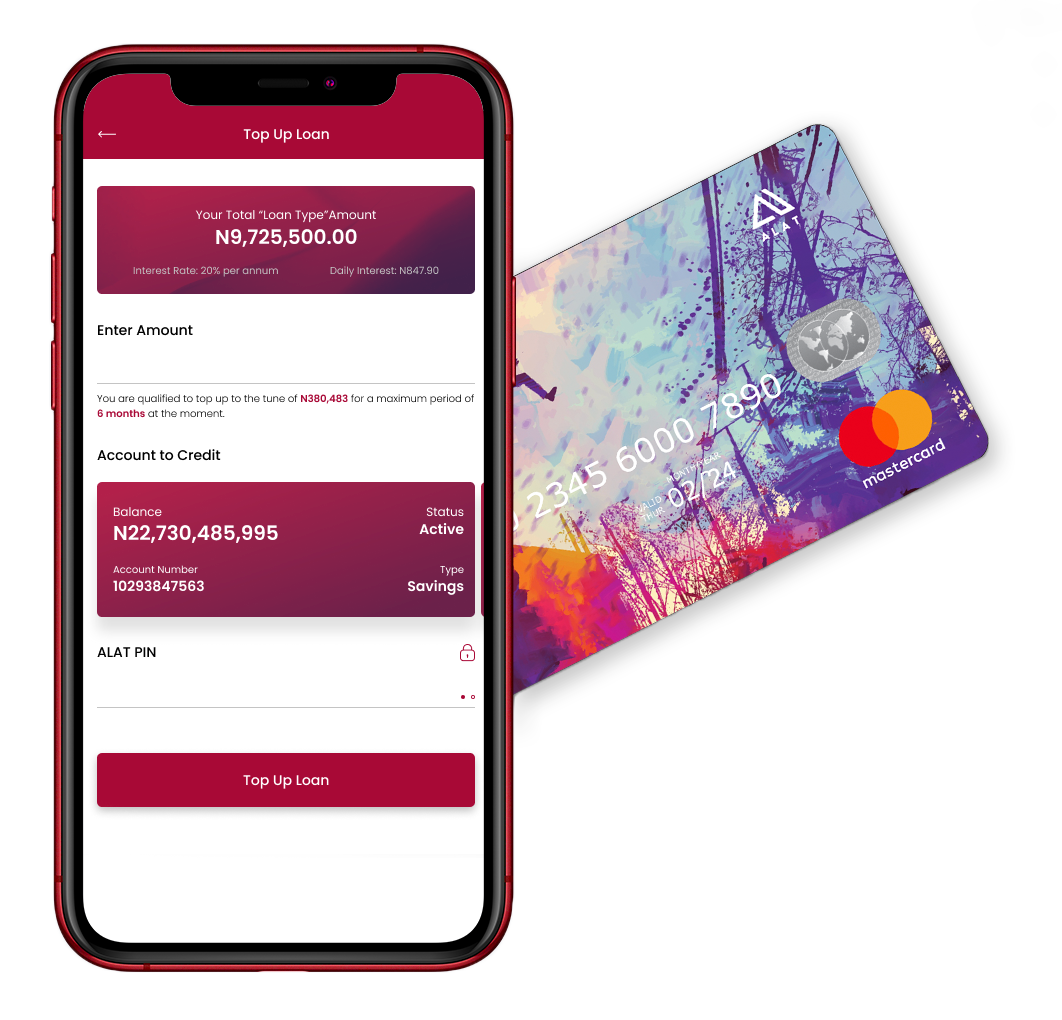 Top Up Loan
Your Total “Loan Type”Amount
N9,725,500.00
Interest Rate: 20% per annum Daily Interest: N847.90
Enter Amount
You are qualified to top up to the tune of N380,483 for a maximum period of
6 months at the moment.
Account to Credit
Balance Status
N22,730,485,995 Active
Account Number Type
10293847563 Savings
ALAT PIN
Top Up Loan
ALAT
2345 6000 7890
MONTH/YEAR
VALID
THUR 02/24
mastercard